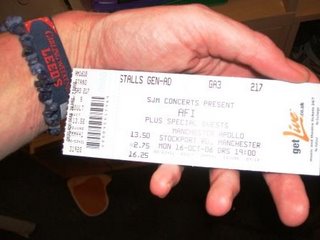 STALLS GEN-AD GA3 217
SJM CONCERTS PRESENT
AFI
PLUS SPECIAL GUESTS
MANCHESTER APOLLO
13.50 STOCKPORT RD, MANCHESTER
2.75 MON 16-OCT-06 DRS 19:00
16.25
get Live
LEEDS